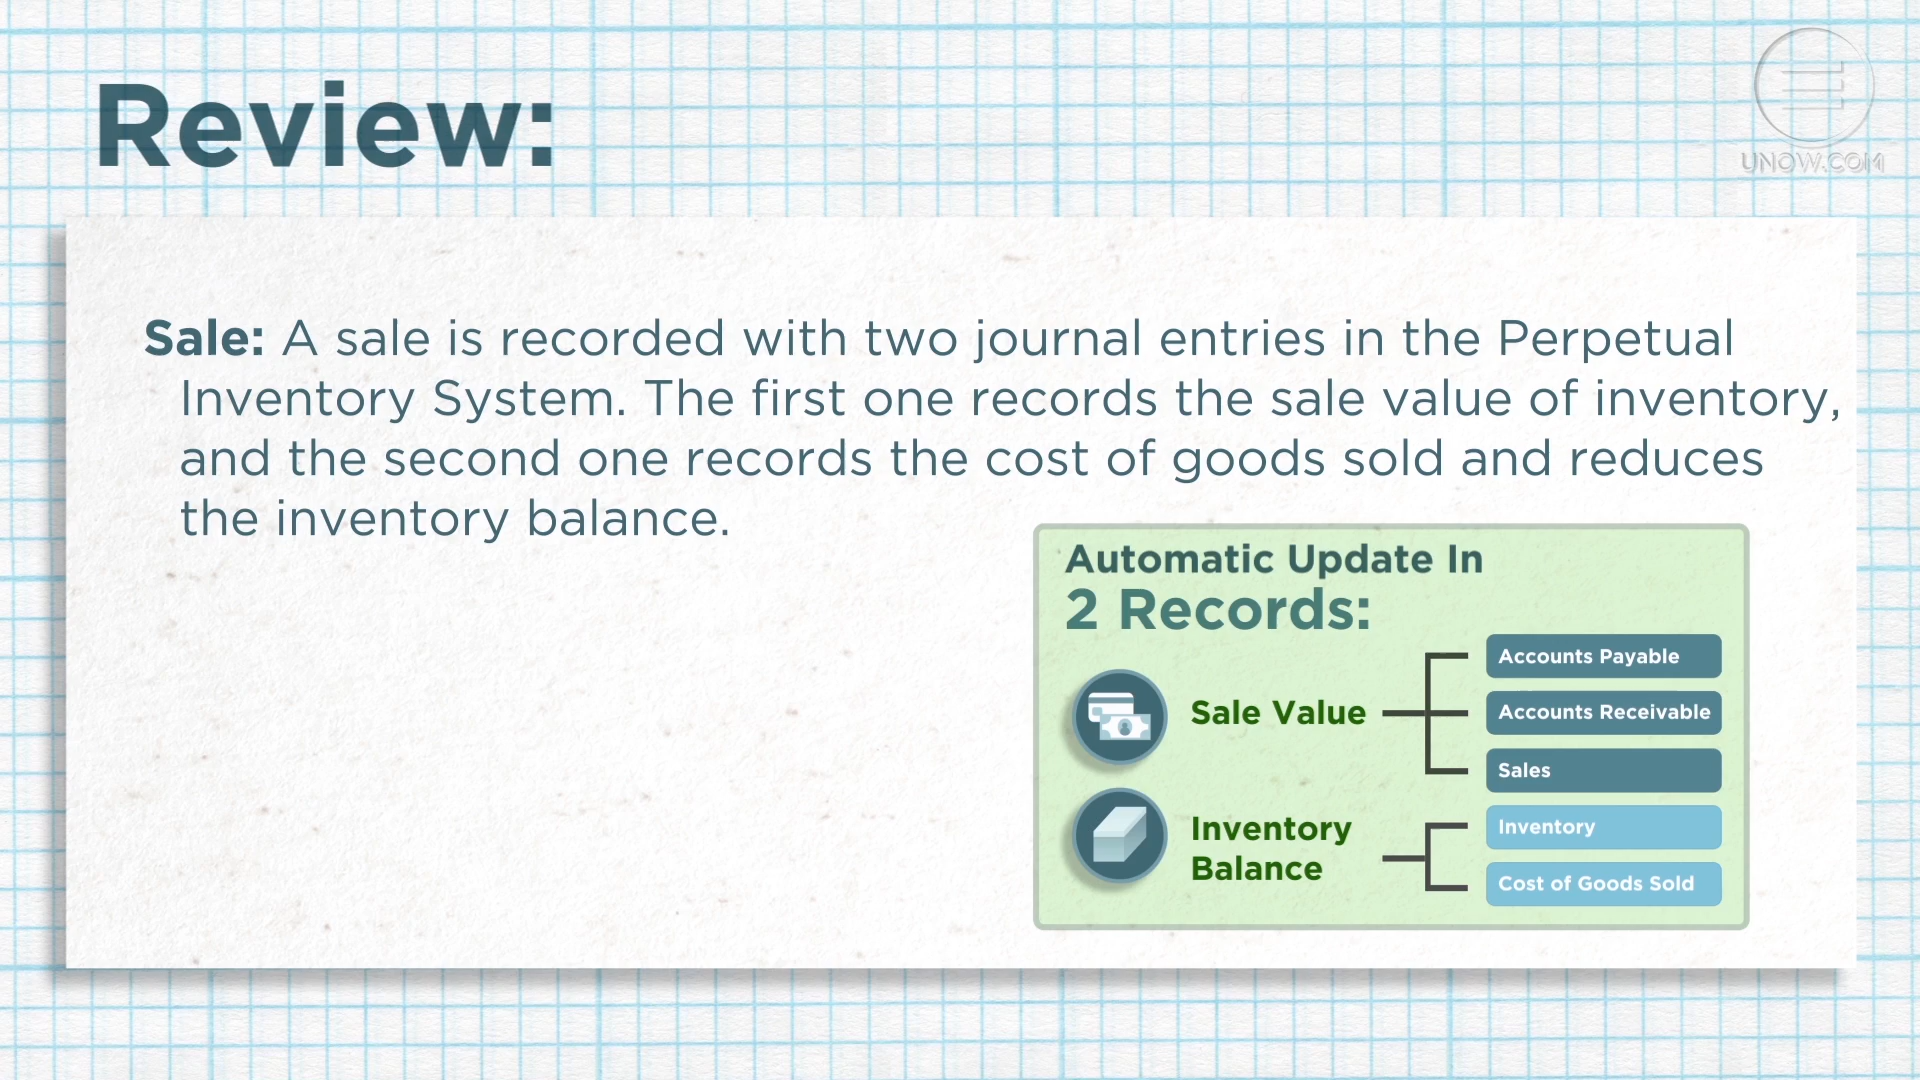 UNOW.COM
Review:
Sale: A sale is recorded with two journal entries in the Perpetual
Inventory System. The first one records the sale value of inventory,
and the second one records the cost of goods sold and reduces
the inventory balance.
Automatic Update In
2 Records:
Sale Value
Accounts Payable
Accounts Receivable
Sales
Inventory
Balance
Inventory
Cost of Goods Sold